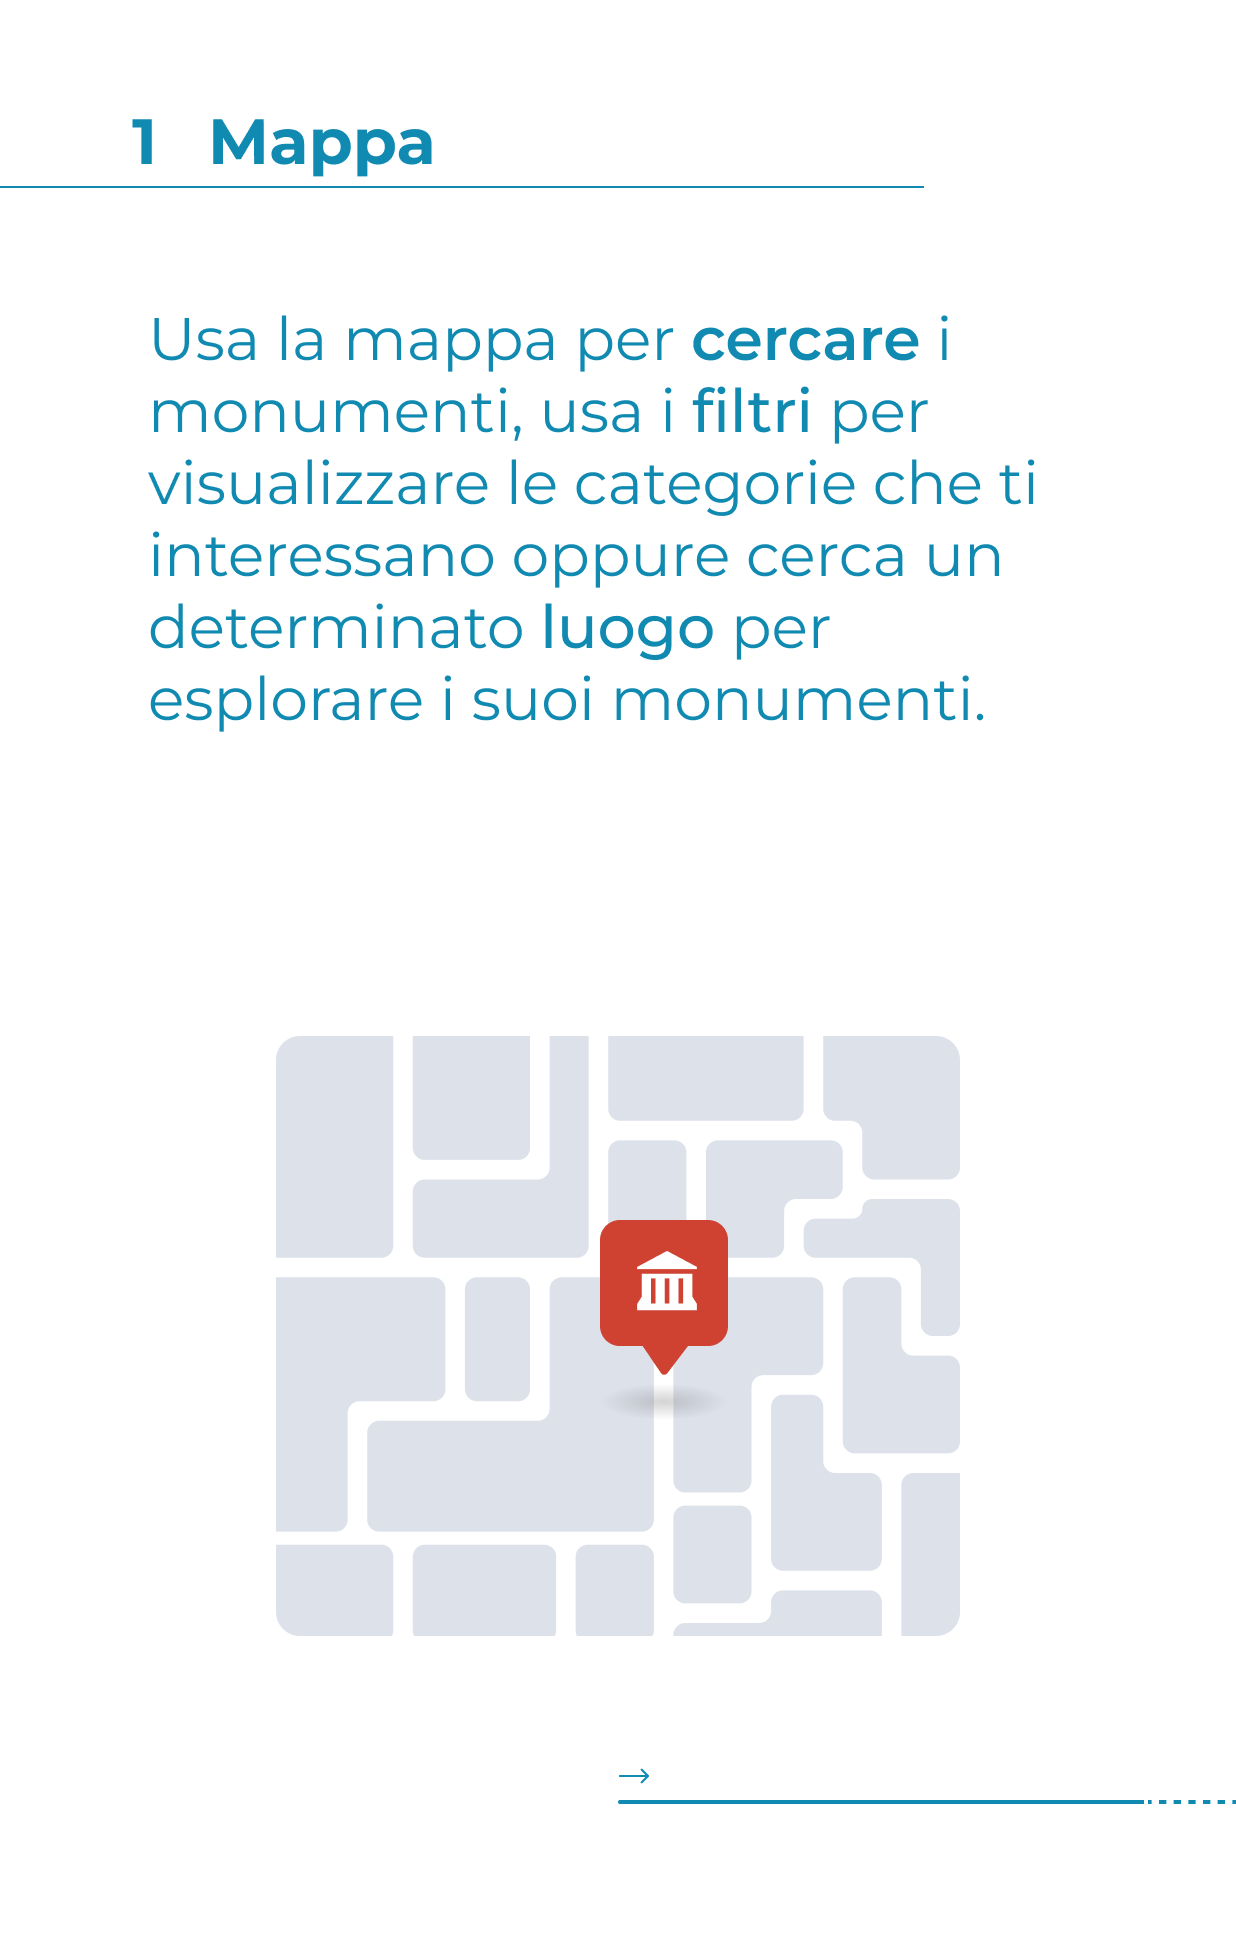 1 Mappa
Usa la mappa per cercare i
monumenti, usa i filtri per
visualizzare le categorie che ti
interessano oppure cerca un
determinato luogo per
esplorare i suoi monumenti.